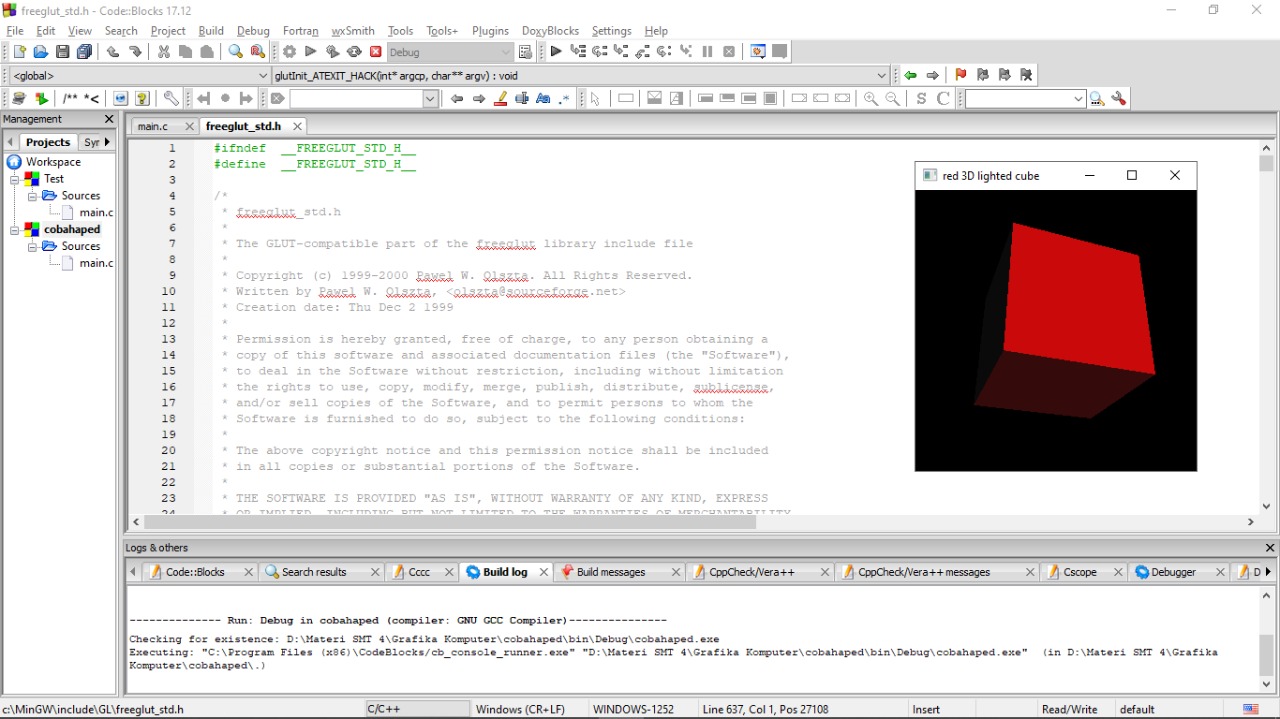 freeglut_std.h - Code::Blocks 17.12
File Edit View Search Project Build Debug Fortran wxSmith Tools Tools+ Plugins DoxyBlocks Settings Help
Debug
<global> glutInit_ATEXIT_HACK(int* argcp, char** argv) : void
/** *< .* S C
Management
main.c freeglut_std.h
Projects Syr
Workspace
Test
Sources
main.c
cobahaped
Sources
main.c
1 #ifndef __FREEGLUT_STD_H__
2 #define __FREEGLUT_STD_H__
3
4 /*
5 * freeglut_std.h
6 *
7 * The GLUT-compatible part of the freeglut library include file
8 *
9 * Copyright (c) 1999-2000 Pawel W. Olszta. All Rights Reserved.
10 * Written by Pawel W. Olszta, <olszta@sourceforge.net>
11 * Creation date: Thu Dec 2 1999
12 *
13 * Permission is hereby granted, free of charge, to any person obtaining a
14 * copy of this software and associated documentation files (the "Software"),
15 * to deal in the Software without restriction, including without limitation
16 * the rights to use, copy, modify, merge, publish, distribute, sublicense,
17 * and/or sell copies of the Software, and to permit persons to whom the
18 * Software is furnished to do so, subject to the following conditions:
19 *
20 * The above copyright notice and this permission notice shall be included
21 * in all copies or substantial portions of the Software.
22 *
23 * THE SOFTWARE IS PROVIDED "AS IS", WITHOUT WARRANTY OF ANY KIND, EXPRESS
24 * OR IMPLIED, INCLUDING BUT NOT LIMITED TO THE WARRANTIES OF MERCHANTABILITY
red 3D lighted cube
Logs & others
Code::Blocks Search results Cccc Build log Build messages CppCheck/Vera++ CppCheck/Vera++ messages Cscope Debugger D
-------------- Run: Debug in cobahaped (compiler: GNU GCC Compiler)---------------
Checking for existence: D:\Materi SMT 4\Grafika Komputer\cobahaped\bin\Debug\cobahaped.exe
Executing: "C:\Program Files (x86)\CodeBlocks/cb_console_runner.exe" "D:\Materi SMT 4\Grafika Komputer\cobahaped\bin\Debug\cobahaped.exe" (in D:\Materi SMT 4\Grafika
Komputer\cobahaped\.)
c:\MinGW\include\GL\freeglut_std.h C/C++ Windows (CR+LF) WINDOWS-1252 Line 637, Col 1, Pos 27108 Insert Read/Write default